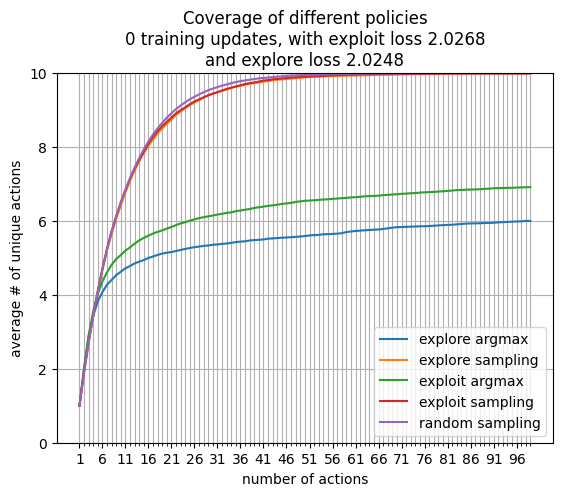 Coverage of different policies
0 training updates, with exploit loss 2.0268
and explore loss 2.0248
10
8
6
4
2
0
average # of unique actions
explore argmax
explore sampling
exploit argmax
exploit sampling
random sampling
1 6 11 16 21 26 31 36 41 46 51 56 61 66 71 76 81 86 91 96
number of actions